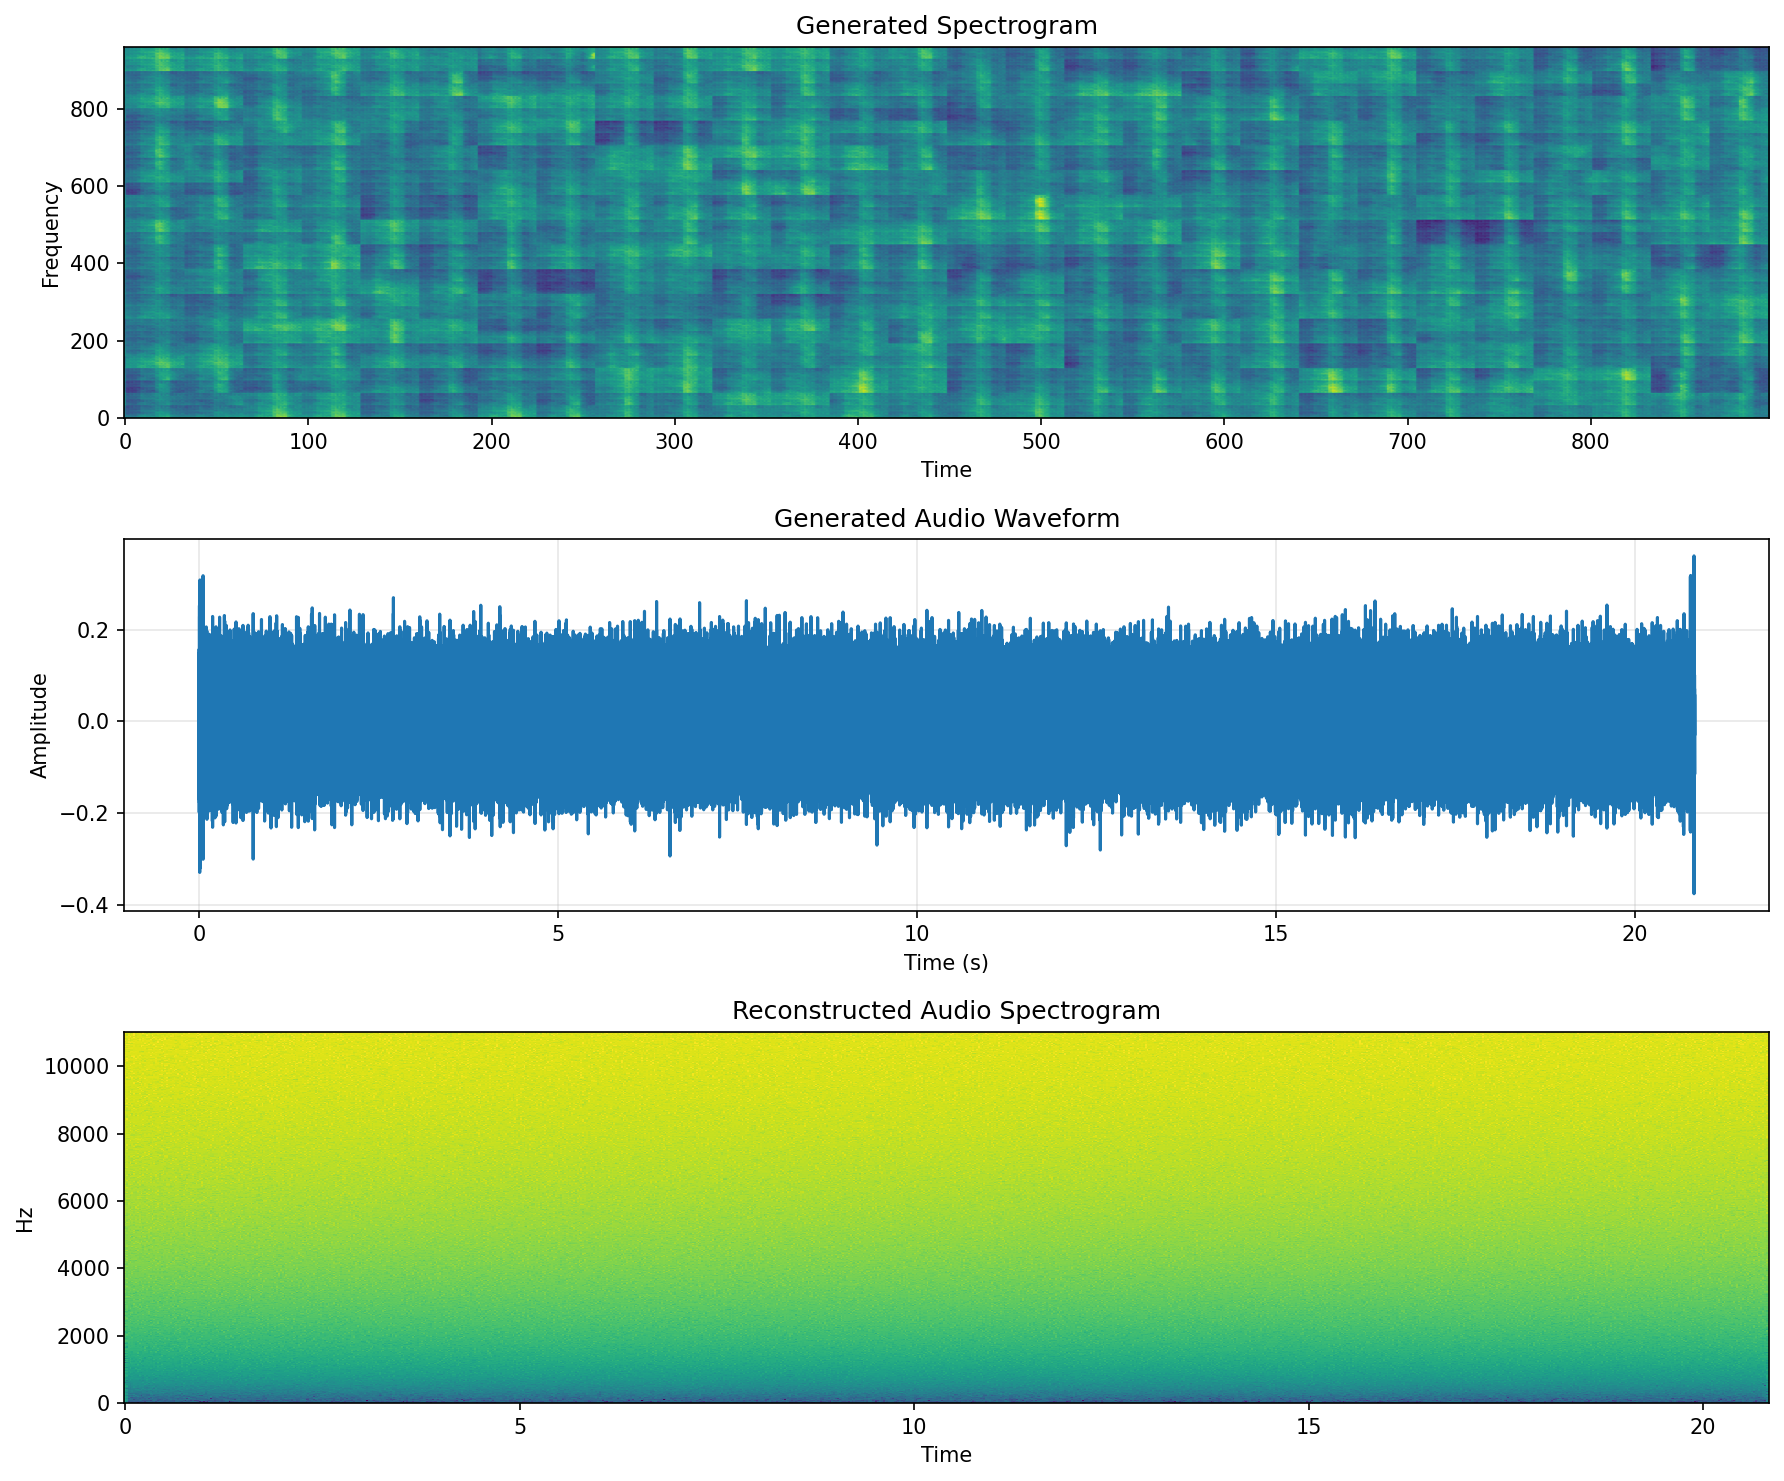 Generated Spectrogram
Frequency
800
600
400
200
0
0 100 200 300 400 500 600 700 800
Time
Generated Audio Waveform
Amplitude
0.2
0.0
−0.2
−0.4
0 5 10 15 20
Time (s)
Reconstructed Audio Spectrogram
Hz
10000
8000
6000
4000
2000
0
0 5 10 15 20
Time